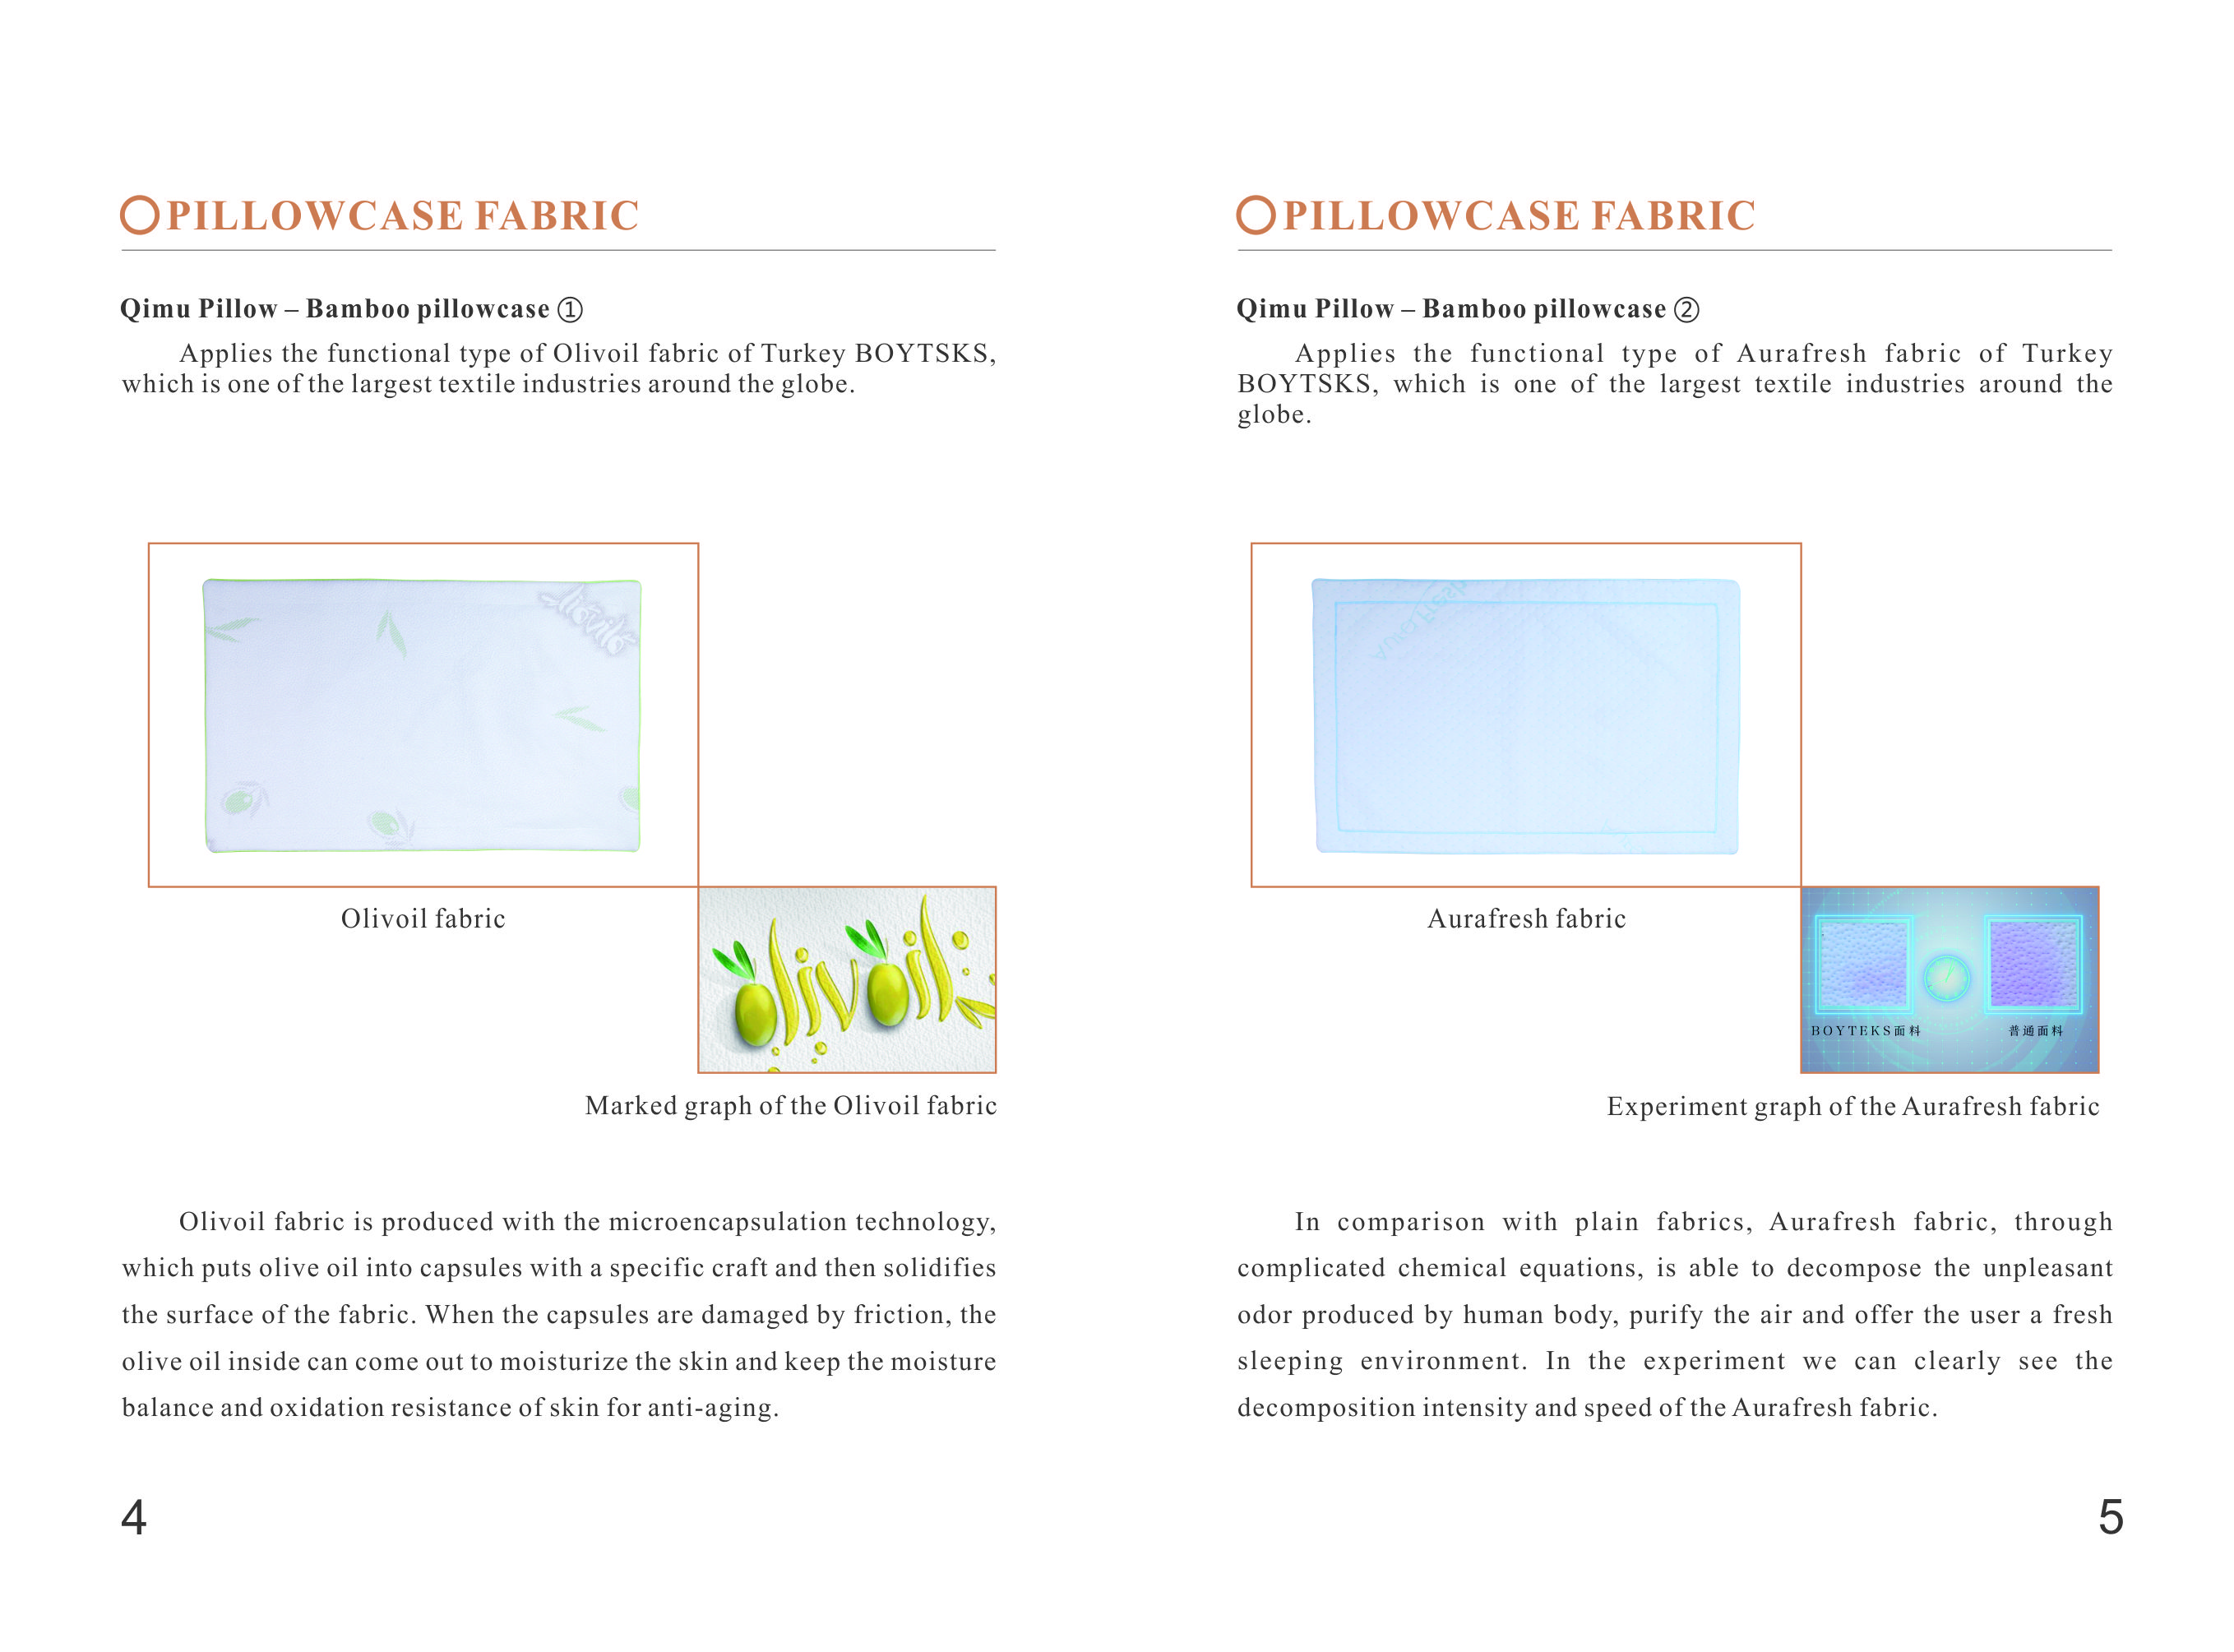 PILLOWCASE FABRIC
Qimu Pillow – Bamboo pillowcase ①
Applies the functional type of Olivoil fabric of Turkey BOYTSKS,
which is one of the largest textile industries around the globe.
olivoil
Olivoil fabric
olivoil
Marked graph of the Olivoil fabric
Olivoil fabric is produced with the microencapsulation technology,
which puts olive oil into capsules with a specific craft and then solidifies
the surface of the fabric. When the capsules are damaged by friction, the
olive oil inside can come out to moisturize the skin and keep the moisture
balance and oxidation resistance of skin for anti-aging.
4
PILLOWCASE FABRIC
Qimu Pillow – Bamboo pillowcase ②
Applies the functional type of Aurafresh fabric of Turkey
BOYTSKS, which is one of the largest textile industries around the
globe.
Aura Fresh
Aurafresh fabric
BOYTEKS面料
普通面料
Experiment graph of the Aurafresh fabric
In comparison with plain fabrics, Aurafresh fabric, through
complicated chemical equations, is able to decompose the unpleasant
odor produced by human body, purify the air and offer the user a fresh
sleeping environment. In the experiment we can clearly see the
decomposition intensity and speed of the Aurafresh fabric.
5